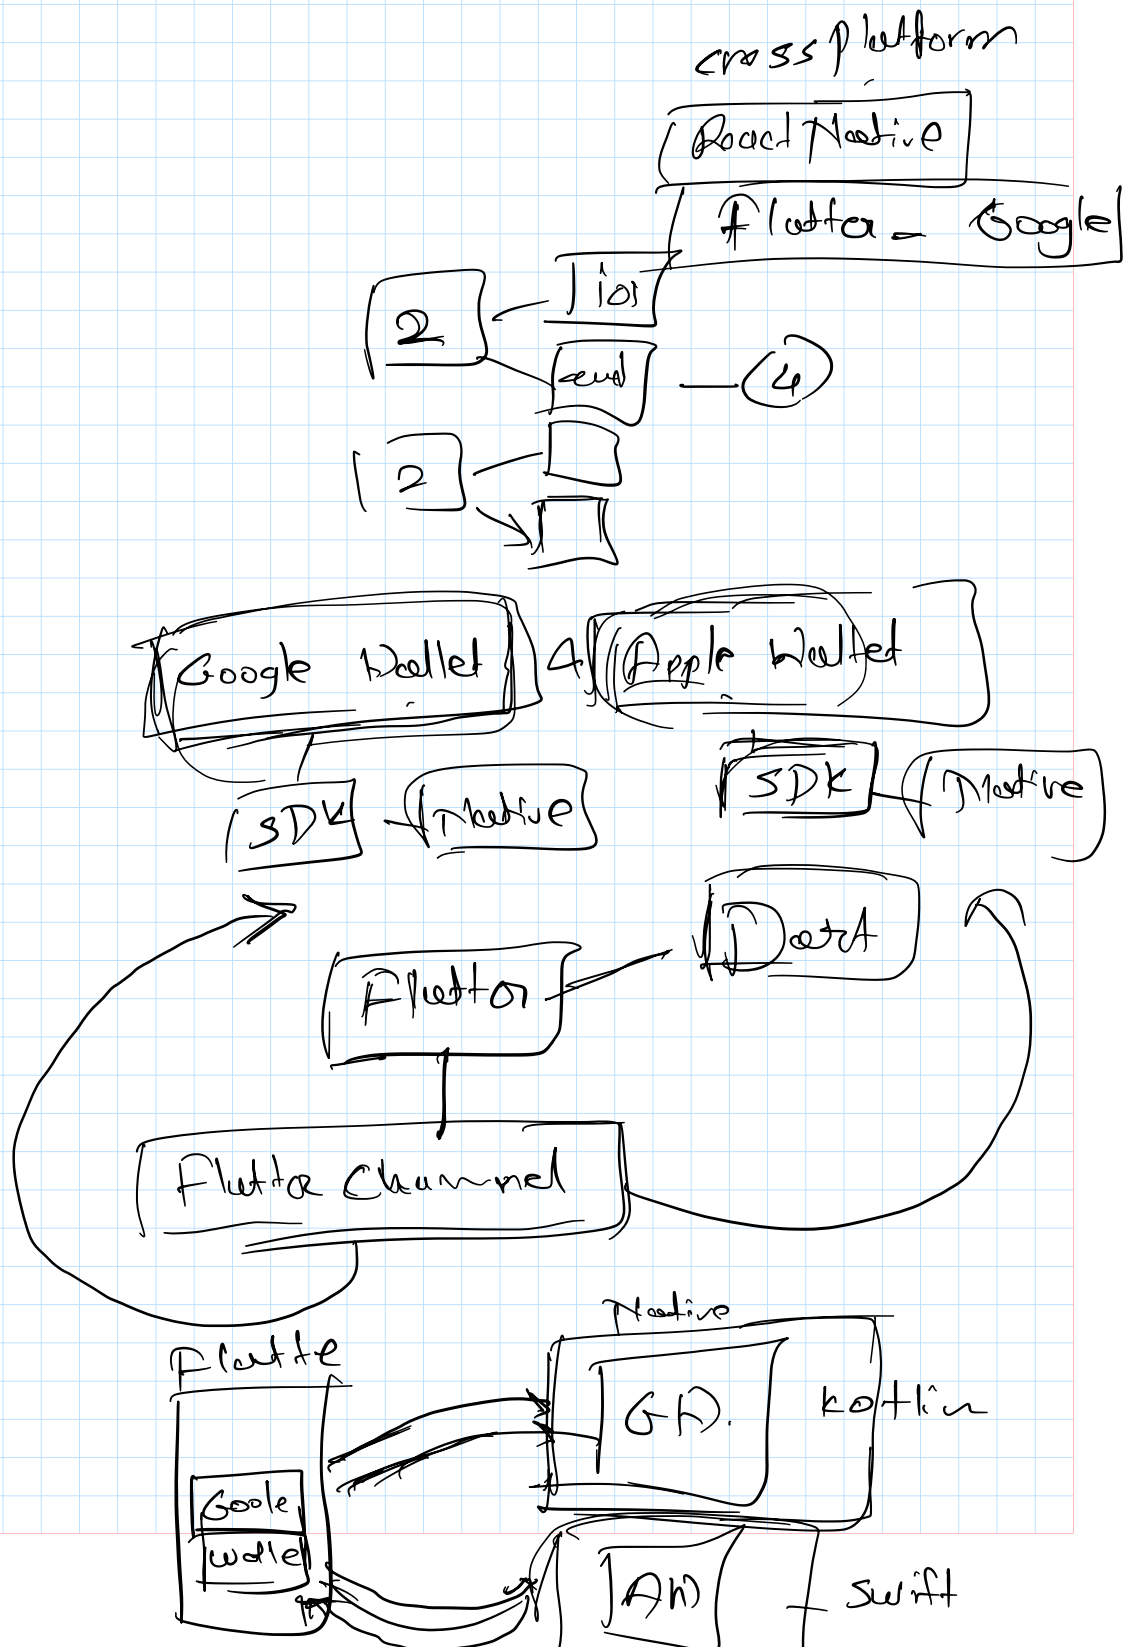 cross Platform
React Native
Flutter - Google
ios
2
and
4
2
Google Wallet
4
Apple Wallet
SDK
Native
SDK
Native
Dart
Flutter
Flutter Channel
Native
Flutte
G W.
Kotlin
Goole
walle
AW
swift